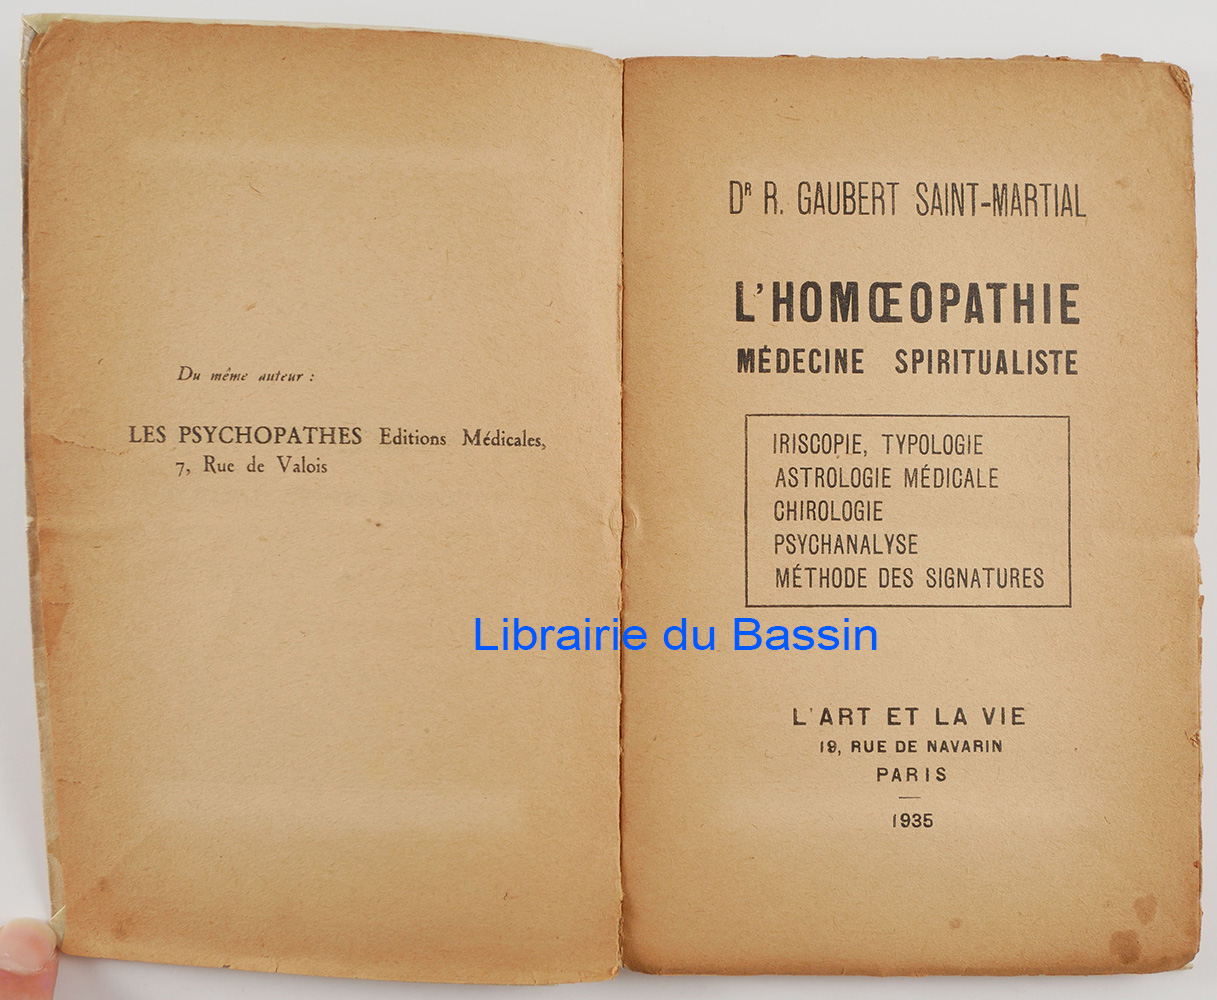 Du même auteur :
LES PSYCHOPATHES Editions Médicales,
7, Rue de Valois
Dᴿ R. GAUBERT SAINT-MARTIAL
L'HOMŒOPATHIE
MÉDECINE SPIRITUALISTE
IRISCOPIE, TYPOLOGIE
ASTROLOGIE MÉDICALE
CHIROLOGIE
PSYCHANALYSE
MÉTHODE DES SIGNATURES
Librairie du Bassin
L'ART ET LA VIE
19, RUE DE NAVARIN
PARIS
1935